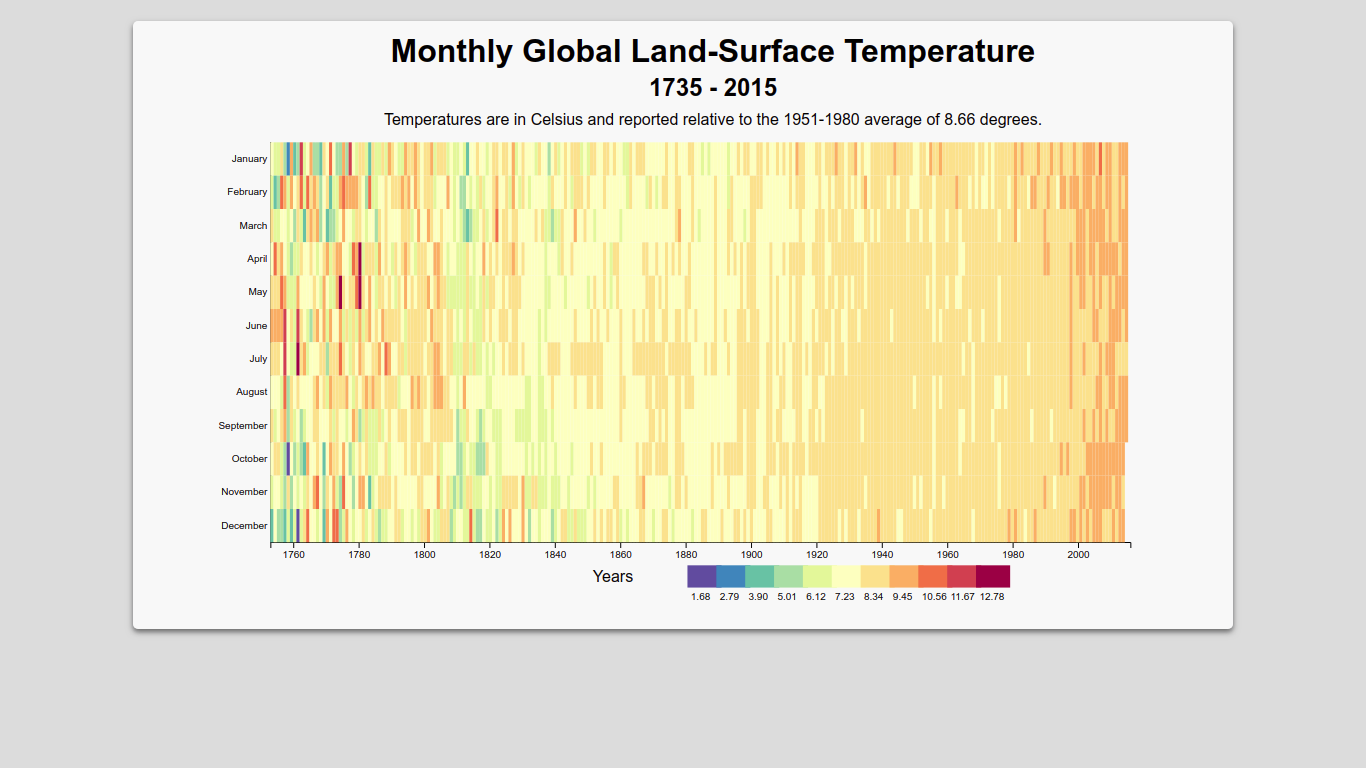 Monthly Global Land-Surface Temperature
1735 - 2015
Temperatures are in Celsius and reported relative to the 1951-1980 average of 8.66 degrees.
January
February
March
April
May
June
July
August
September
October
November
December
1760 1780 1800 1820 1840 1860 1880 1900 1920 1940 1960 1980 2000
Years
1.68 2.79 3.90 5.01 6.12 7.23 8.34 9.45 10.56 11.67 12.78